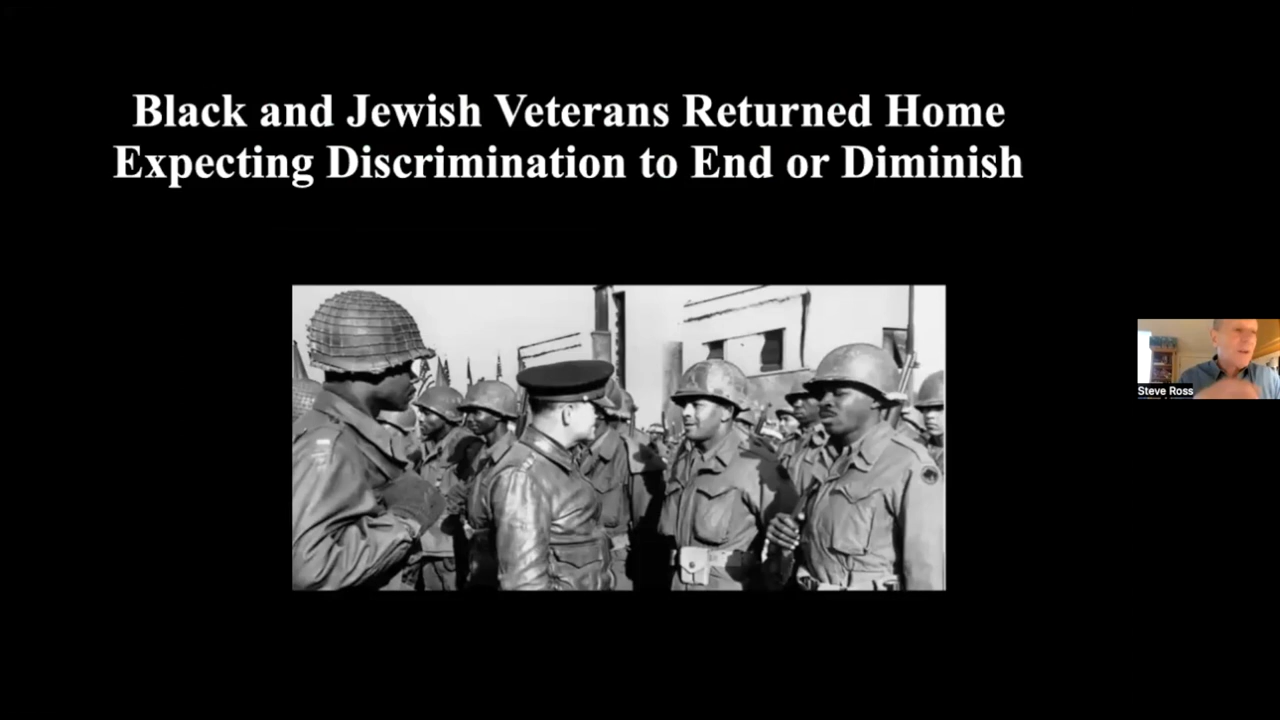 Black and Jewish Veterans Returned Home
Expecting Discrimination to End or Diminish
Steve Ross